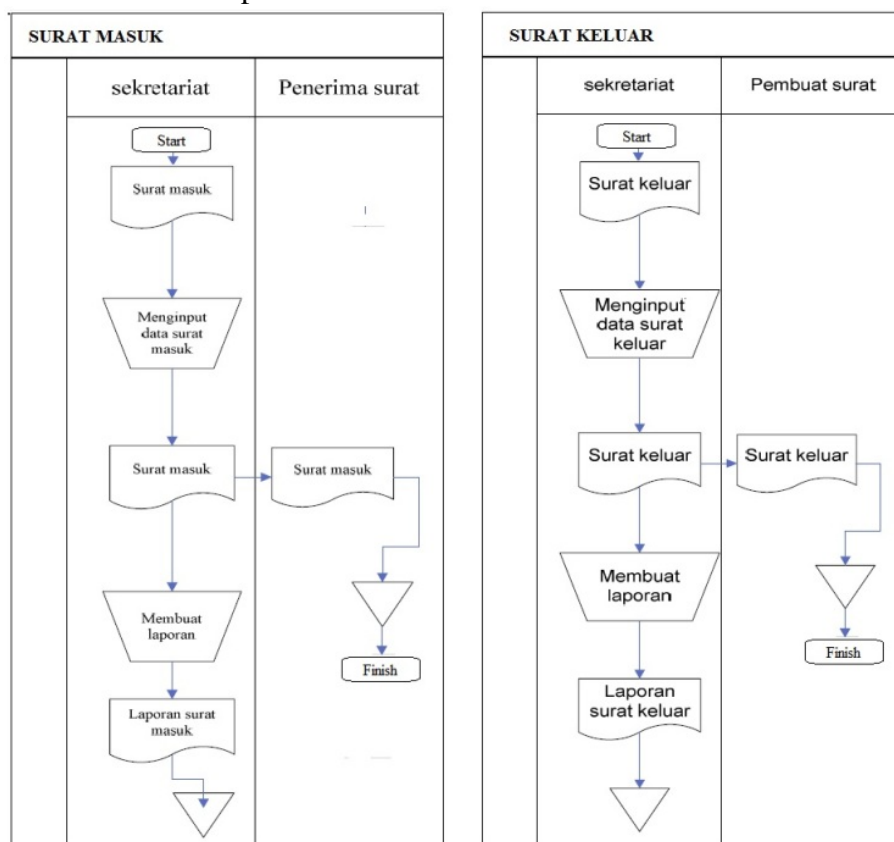 SURAT MASUK
sekretariat
Penerima surat
Start
Surat masuk
Menginput
data surat
masuk
Surat masuk
Surat masuk
Membuat
laporan
Finish
Laporan surat
masuk
SURAT KELUAR
sekretariat
Pembuat surat
Start
Surat keluar
Menginput
data surat
keluar
Surat keluar
Surat keluar
Membuat
laporan
Finish
Laporan
surat keluar